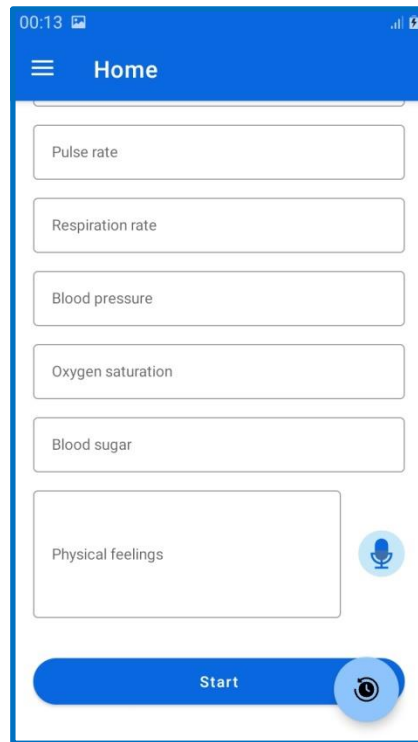 00:13
Home
Pulse rate
Respiration rate
Blood pressure
Oxygen saturation
Blood sugar
Physical feelings
Start